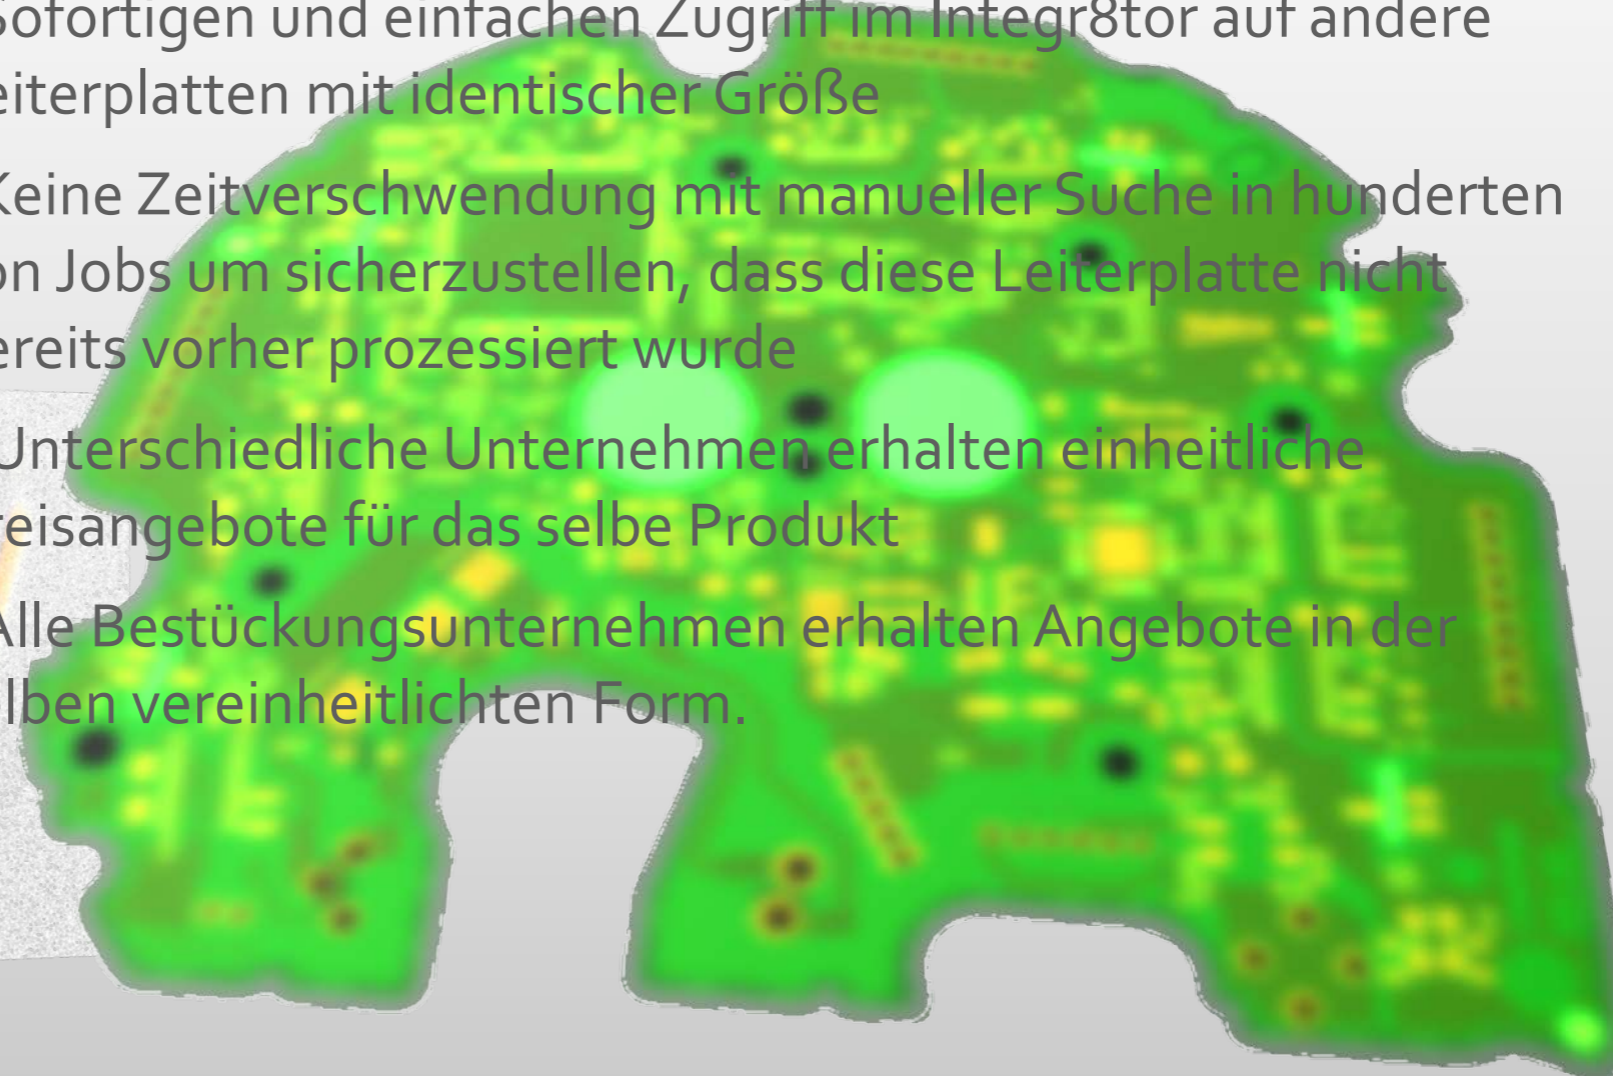 ofortigen und einfachen Zugriff im Integr8tor auf andere
eiterplatten mit identischer Größe
Keine Zeitverschwendung mit manueller Suche in hunderten
on Jobs um sicherzustellen, dass diese Leiterplatte nicht
ereits vorher prozessiert wurde
Unterschiedliche Unternehmen erhalten einheitliche
reisangebote für das selbe Produkt
Alle Bestückungsunternehmen erhalten Angebote in der
lben vereinheitlichten Form.